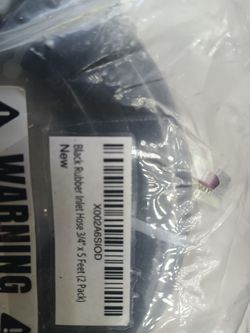 X002A6SIOD
Black Rubber Inlet Hose 3/4" x 5 Feet (2 Pack)
New
WARNING